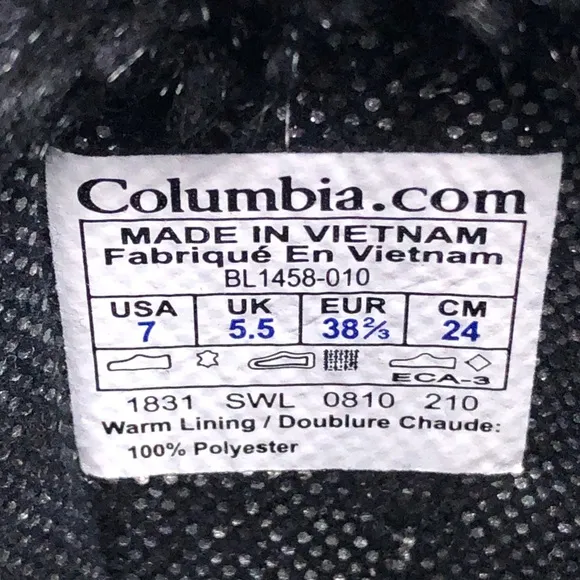 Columbia.com
MADE IN VIETNAM
Fabriqué En Vietnam
BL1458-010
USA UK EUR CM
7 5.5 38⅔ 24
ECA-3
1831 SWL 0810 210
Warm Lining / Doublure Chaude:
100% Polyester